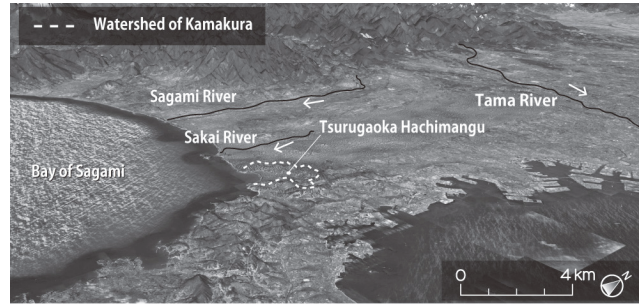 Watershed of Kamakura
Sagami River
Tama River
Sakai River
Tsurugaoka Hachimangu
Bay of Sagami
0 4 km
N